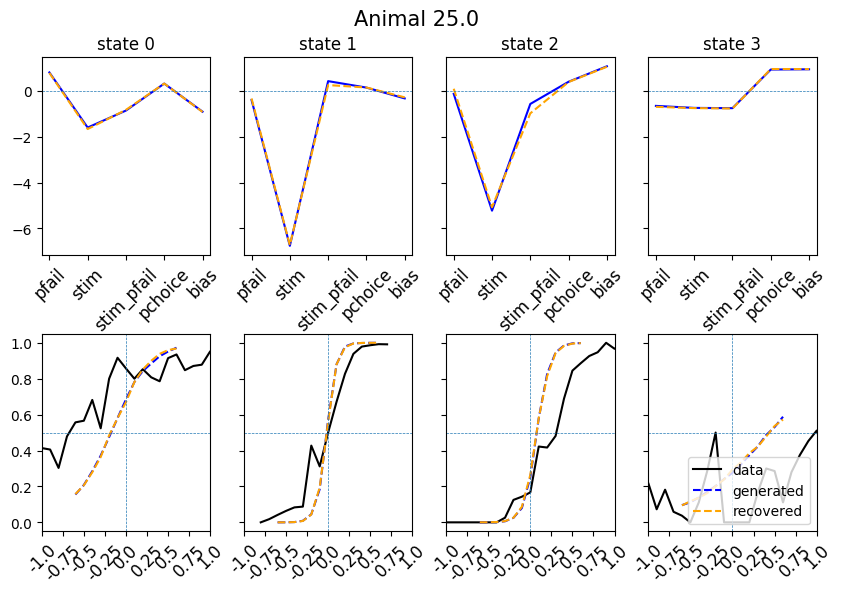 Animal 25.0
state 0 state 1 state 2 state 3
0
−2
−4
−6
pfail stim stim_pfail pchoice bias pfail stim stim_pfail pchoice bias pfail stim stim_pfail pchoice bias pfail stim stim_pfail pchoice bias
1.0
0.8
0.6
0.4
0.2
0.0
data
generated
recovered
-1.0 -0.75 -0.5 -0.25 0.0 0.25 0.5 0.75 1.0 -1.0 -0.75 -0.5 -0.25 0.0 0.25 0.5 0.75 1.0 -1.0 -0.75 -0.5 -0.25 0.0 0.25 0.5 0.75 1.0 -1.0 -0.75 -0.5 -0.25 0.0 0.25 0.5 0.75 1.0